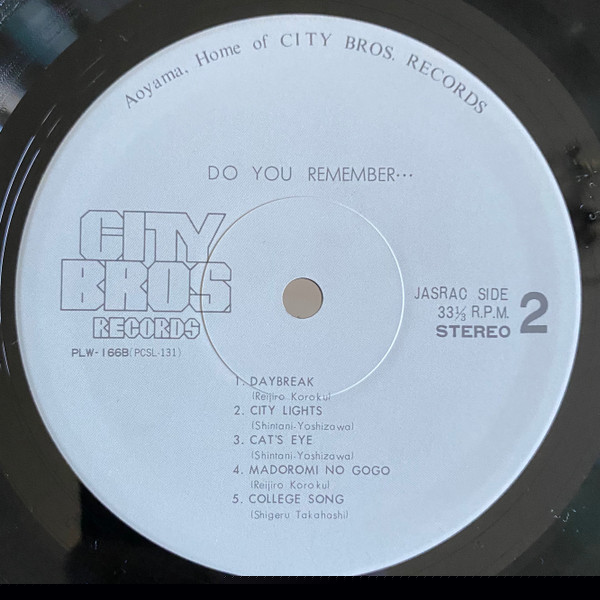 Aoyama, Home of CITY BROS. RECORDS
DO YOU REMEMBER…
CITY
BROS
RECORDS
PLW-166B(PCSL-131)
JASRAC SIDE 2
33⅓ R.P.M.
STEREO
1. DAYBREAK
(Reijiro Koroku)
2. CITY LIGHTS
(Shintani-Yoshizawa)
3. CAT'S EYE
(Shintani-Yoshizawa)
4. MADOROMI NO GOGO
(Reijiro Koroku)
5. COLLEGE SONG
(Shigeru Takahashi)